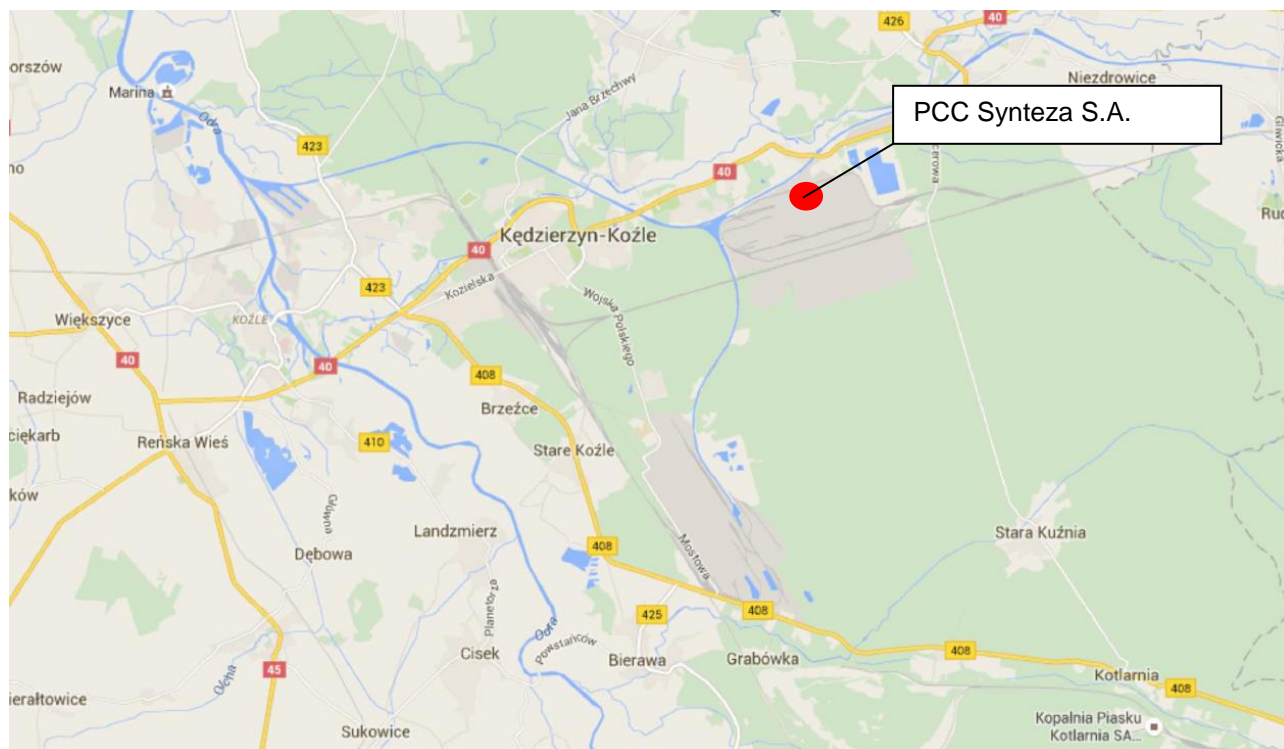 426
40
orszów
Niezdrowice
Marina
Jana Brzechwy
PCC Synteza S.A.
Gliwicka
Odra
423
no
40
cerowa
Rud
Kędzierzyn-Koźle
40
Kozielska
423
Wojska Polskiego
Większyce
KOŹLE
40
40
408
Radziejów
Brzeźce
ciękarb
Reńska Wieś
410
Stare Koźle
ków
Główna
Landzmierz
Stara Kuźnia
Dębowa
408
Mostowa
Planetorza
408
425
Odra
Powstańców
Cisek
Bierawa
Grabówka
408
45
Olcha
Kotlarnia
408
ierałtowice
Sukowice
Kopalnia Piasku
Kotlarnia SA...